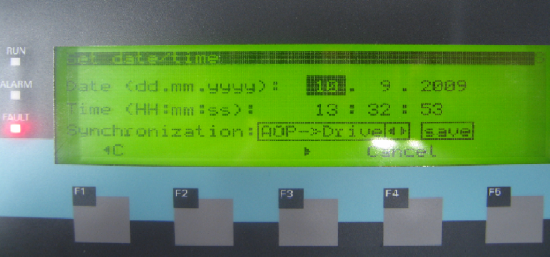 Set date/time
RUN
Date (dd.mm.yyyy): 10. 9. 2009
ALARM
Time (HH:mm:ss): 13 : 32 : 53
FAULT
Synchronization: AOP->Drive save
Cancel
F1 F2 F3 F4 F5